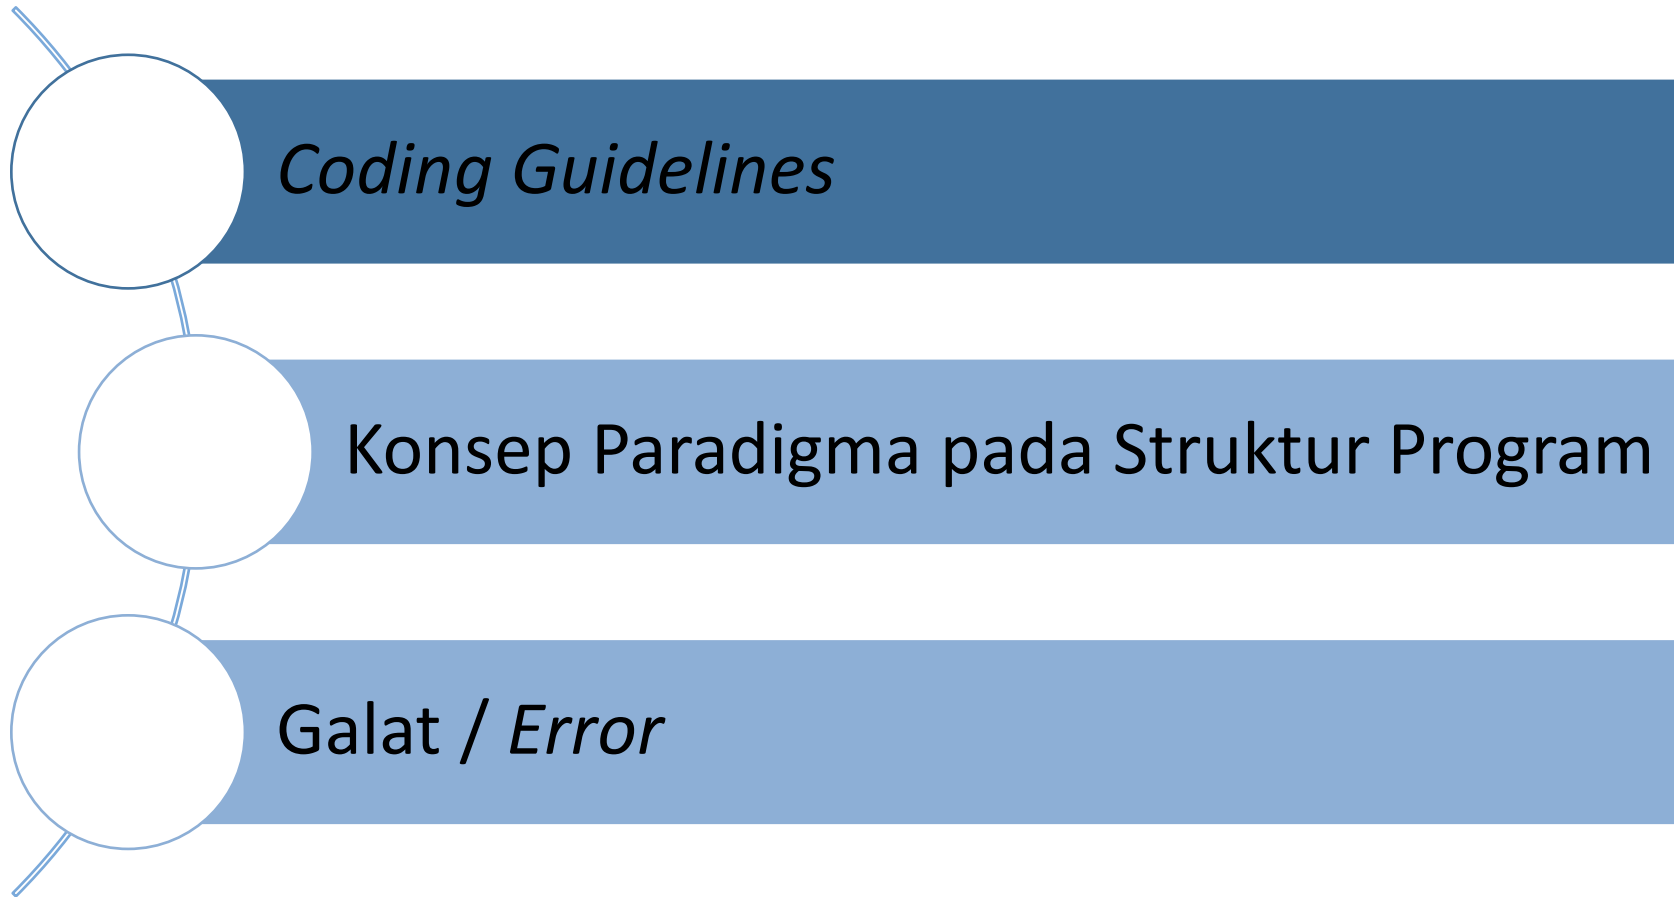 Coding Guidelines
Konsep Paradigma pada Struktur Program
Galat / Error